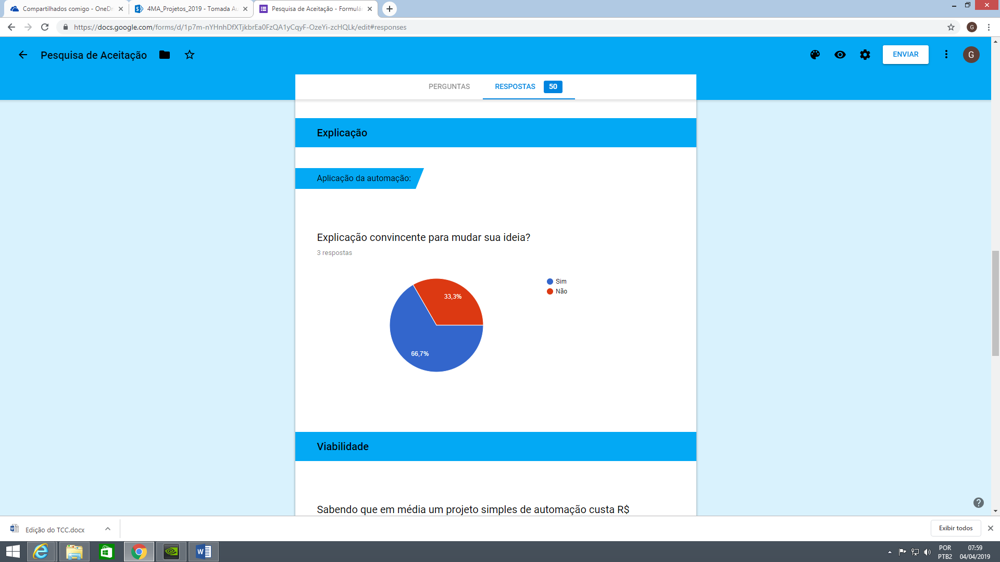 Compartilhados comigo - OneDr
4MA_Projetos_2019 - Tomada Au
Pesquisa de Aceitação - Formulár
https://docs.google.com/forms/d/1p7m-nYHnhDfXTjkbrEa0FzQA1yCqyF-OzeYi-zcHQLk/edit#responses
G
Pesquisa de Aceitação
ENVIAR
G
PERGUNTAS
RESPOSTAS 50
Explicação
Aplicação da automação:
Explicação convincente para mudar sua ideia?
3 respostas
Sim
Não
33,3%
66,7%
Viabilidade
Sabendo que em média um projeto simples de automação custa R$
Edição do TCC.docx
Exibir todos
POR
PTB2
07:59
04/04/2019